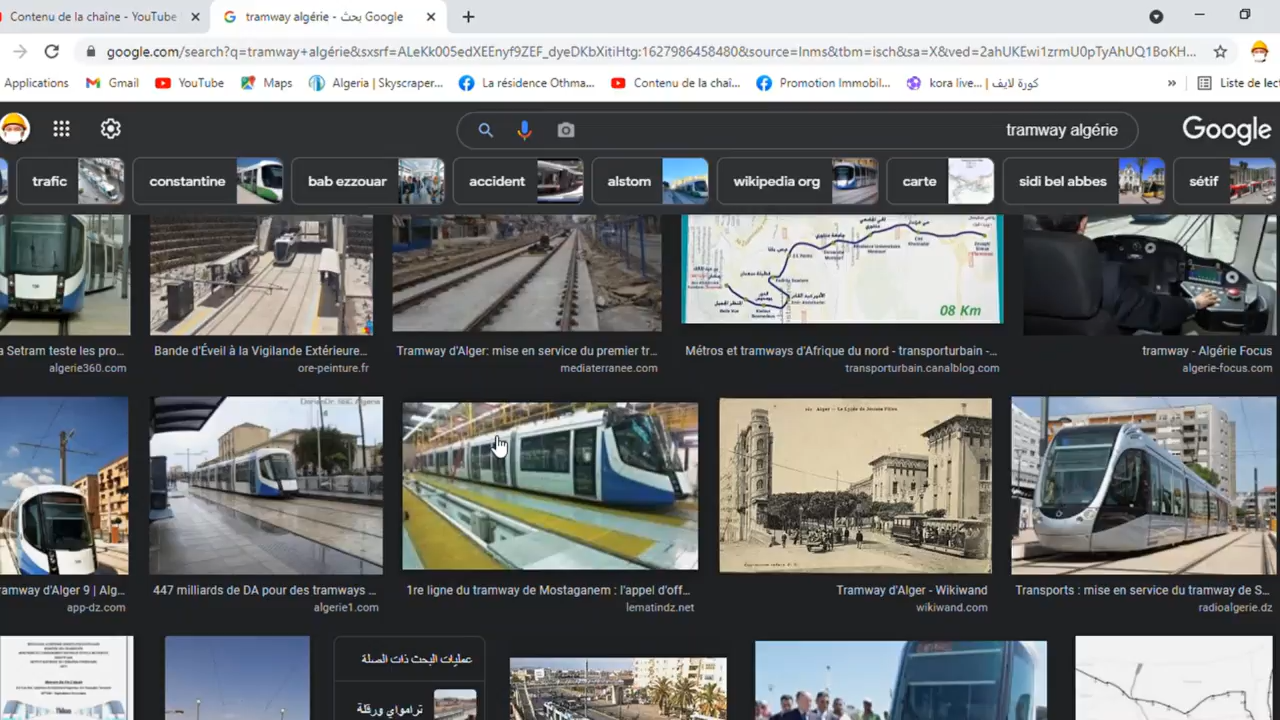 Contenu de la chaîne - YouTube
tramway algérie - بحث Google
google.com/search?q=tramway+algérie&sxsrf=ALeKk005edXEEnyf9ZEF_dyeDKbXitiHtg:1627986458480&source=lnms&tbm=isch&sa=X&ved=2ahUKEwi1zrmU0pTyAhUQ1BoKH...
Applications
Gmail
YouTube
Maps
Algeria | Skyscraper...
La résidence Othma...
Contenu de la chaî...
Promotion Immobil...
kora live... | كورة لايف
»
Liste de lect
tramway algérie
Google
trafic
constantine
bab ezzouar
accident
alstom
wikipedia org
carte
sidi bel abbes
sétif
08 Km
a Setram teste les pro...
algerie360.com
Bande d'Éveil à la Vigilande Extérieure...
ore-peinture.fr
Tramway d'Alger: mise en service du premier tr...
mediaterranee.com
Métros et tramways d'Afrique du nord - transporturbain -...
transporturbain.canalblog.com
tramway - Algérie Focus
algerie-focus.com
ramway d'Alger 9 | Alg...
app-dz.com
447 milliards de DA pour des tramways ...
algerie1.com
1re ligne du tramway de Mostaganem : l'appel d'off...
lematindz.net
Tramway d'Alger - Wikiwand
wikiwand.com
Transports : mise en service du tramway de S...
radioalgerie.dz
عمليات البحث ذات الصلة
ترامواي ورقلة